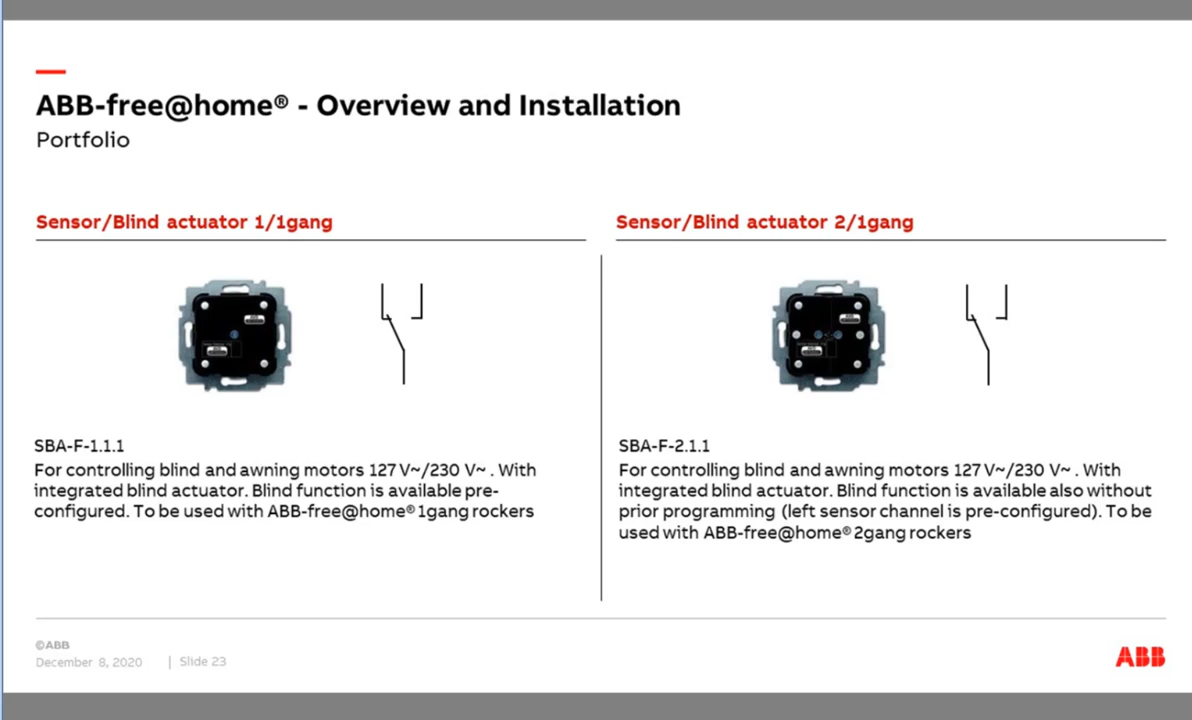 ABB-free@home® - Overview and Installation
Portfolio
Sensor/Blind actuator 1/1gang
SBA-F-1.1.1
For controlling blind and awning motors 127 V~/230 V~ . With
integrated blind actuator. Blind function is available pre-
configured. To be used with ABB-free@home® 1gang rockers
Sensor/Blind actuator 2/1gang
SBA-F-2.1.1
For controlling blind and awning motors 127 V~/230 V~ . With
integrated blind actuator. Blind function is available also without
prior programming (left sensor channel is pre-configured). To be
used with ABB-free@home® 2gang rockers
©ABB
December 8, 2020 | Slide 23
ABB